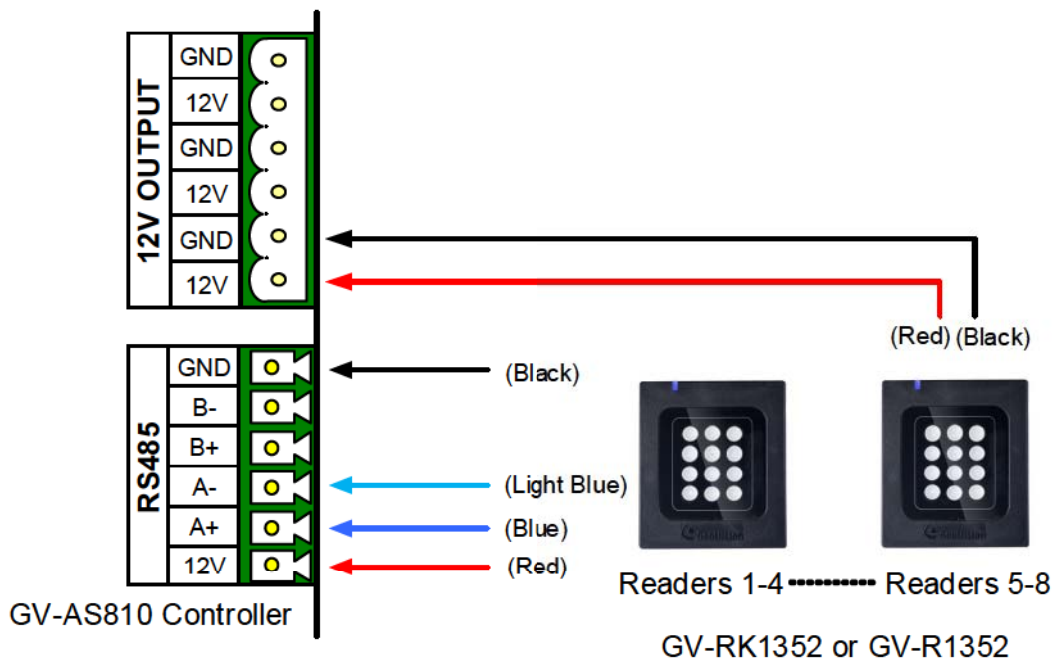 12V OUTPUT
GND
12V
GND
12V
GND
12V
(Red) (Black)
RS485
GND
B-
B+
A-
A+
12V
(Black)
(Light Blue)
(Blue)
(Red)
Readers 1-4 Readers 5-8
GV-AS810 Controller
GV-RK1352 or GV-R1352